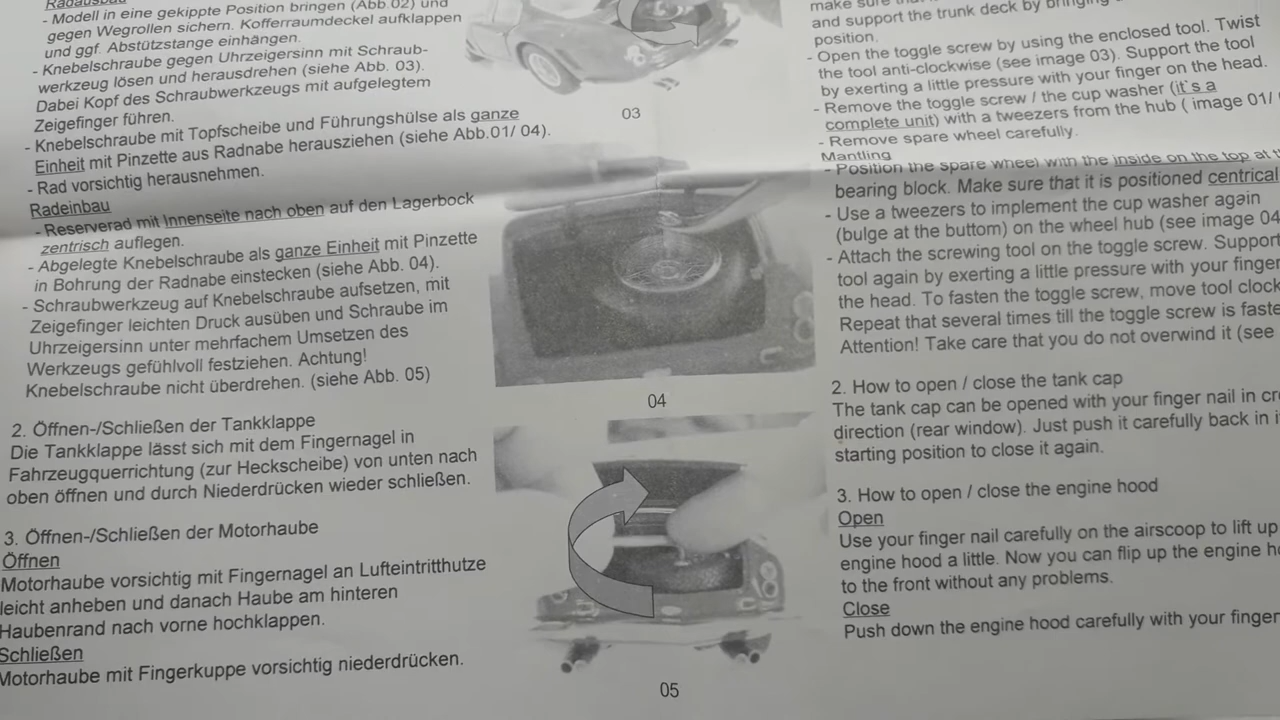 Radausbau
- Modell in eine gekippte Position bringen (Abb.02) und
gegen Wegrollen sichern. Kofferraumdeckel aufklappen
und ggf. Abstützstange einhängen.
- Knebelschraube gegen Uhrzeigersinn mit Schraub-
werkzeug lösen und herausdrehen (siehe Abb. 03).
Dabei Kopf des Schraubwerkzeugs mit aufgelegtem
Zeigefinger führen.
- Knebelschraube mit Topfscheibe und Führungshülse als ganze
Einheit mit Pinzette aus Radnabe herausziehen (siehe Abb.01/ 04).
- Rad vorsichtig herausnehmen.
Radeinbau
- Reserverad mit Innenseite nach oben auf den Lagerbock
zentrisch auflegen.
- Abgelegte Knebelschraube als ganze Einheit mit Pinzette
in Bohrung der Radnabe einstecken (siehe Abb. 04).
- Schraubwerkzeug auf Knebelschraube aufsetzen, mit
Zeigefinger leichten Druck ausüben und Schraube im
Uhrzeigersinn unter mehrfachem Umsetzen des
Werkzeugs gefühlvoll festziehen. Achtung!
Knebelschraube nicht überdrehen. (siehe Abb. 05)
2. Öffnen-/Schließen der Tankklappe
Die Tankklappe lässt sich mit dem Fingernagel in
Fahrzeugquerrichtung (zur Heckscheibe) von unten nach
oben öffnen und durch Niederdrücken wieder schließen.
3. Öffnen-/Schließen der Motorhaube
Öffnen
Motorhaube vorsichtig mit Fingernagel an Lufteintritthutze
leicht anheben und danach Haube am hinteren
Haubenrand nach vorne hochklappen.
Schließen
Motorhaube mit Fingerkuppe vorsichtig niederdrücken.
03
04
05
make sure
and support the trunk deck by
position.
- Open the toggle screw by using the enclosed tool. Twist
the tool anti-clockwise (see image 03). Support the tool
by exerting a little pressure with your finger on the head.
- Remove the toggle screw / the cup washer (it`s a
complete unit) with a tweezers from the hub ( image 01/
- Remove spare wheel carefully.
Mantling
- Position the spare wheel with the inside on the top at
bearing block. Make sure that it is positioned centrical
- Use a tweezers to implement the cup washer again
(bulge at the buttom) on the wheel hub (see image 04
- Attach the screwing tool on the toggle screw. Support
tool again by exerting a little pressure with your finger
the head. To fasten the toggle screw, move tool clock
Repeat that several times till the toggle screw is faste
Attention! Take care that you do not overwind it (see
2. How to open / close the tank cap
The tank cap can be opened with your finger nail in
direction (rear window). Just push it carefully back in
starting position to close it again.
3. How to open / close the engine hood
Open
Use your finger nail carefully on the airscoop to lift up
engine hood a little. Now you can flip up the engine
to the front without any problems.
Close
Push down the engine hood carefully with your finger